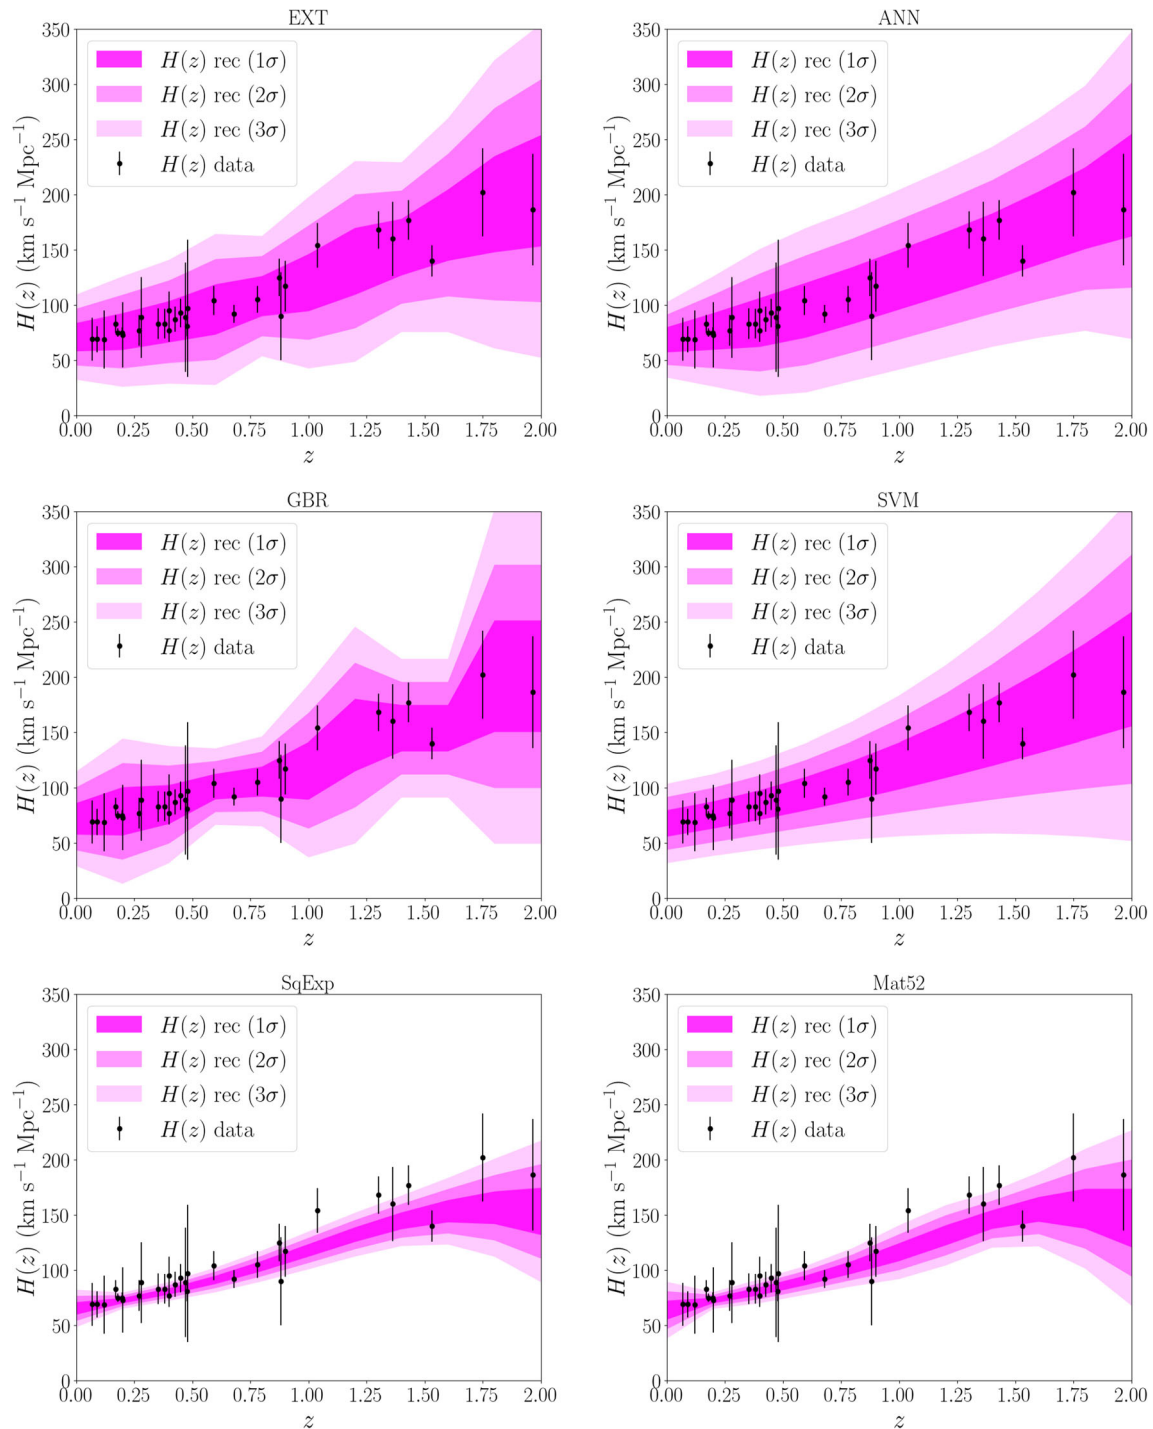 EXT
H(z) (km s⁻¹ Mpc⁻¹)
350
300
250
200
150
100
50
0
H(z) rec (1σ)
H(z) rec (2σ)
H(z) rec (3σ)
H(z) data
0.00 0.25 0.50 0.75 1.00 1.25 1.50 1.75 2.00
z
ANN
H(z) (km s⁻¹ Mpc⁻¹)
350
300
250
200
150
100
50
0
H(z) rec (1σ)
H(z) rec (2σ)
H(z) rec (3σ)
H(z) data
0.00 0.25 0.50 0.75 1.00 1.25 1.50 1.75 2.00
z
GBR
H(z) (km s⁻¹ Mpc⁻¹)
350
300
250
200
150
100
50
0
H(z) rec (1σ)
H(z) rec (2σ)
H(z) rec (3σ)
H(z) data
0.00 0.25 0.50 0.75 1.00 1.25 1.50 1.75 2.00
z
SVM
H(z) (km s⁻¹ Mpc⁻¹)
350
300
250
200
150
100
50
0
H(z) rec (1σ)
H(z) rec (2σ)
H(z) rec (3σ)
H(z) data
0.00 0.25 0.50 0.75 1.00 1.25 1.50 1.75 2.00
z
SqExp
H(z) (km s⁻¹ Mpc⁻¹)
350
300
250
200
150
100
50
0
H(z) rec (1σ)
H(z) rec (2σ)
H(z) rec (3σ)
H(z) data
0.00 0.25 0.50 0.75 1.00 1.25 1.50 1.75 2.00
z
Mat52
H(z) (km s⁻¹ Mpc⁻¹)
350
300
250
200
150
100
50
0
H(z) rec (1σ)
H(z) rec (2σ)
H(z) rec (3σ)
H(z) data
0.00 0.25 0.50 0.75 1.00 1.25 1.50 1.75 2.00
z